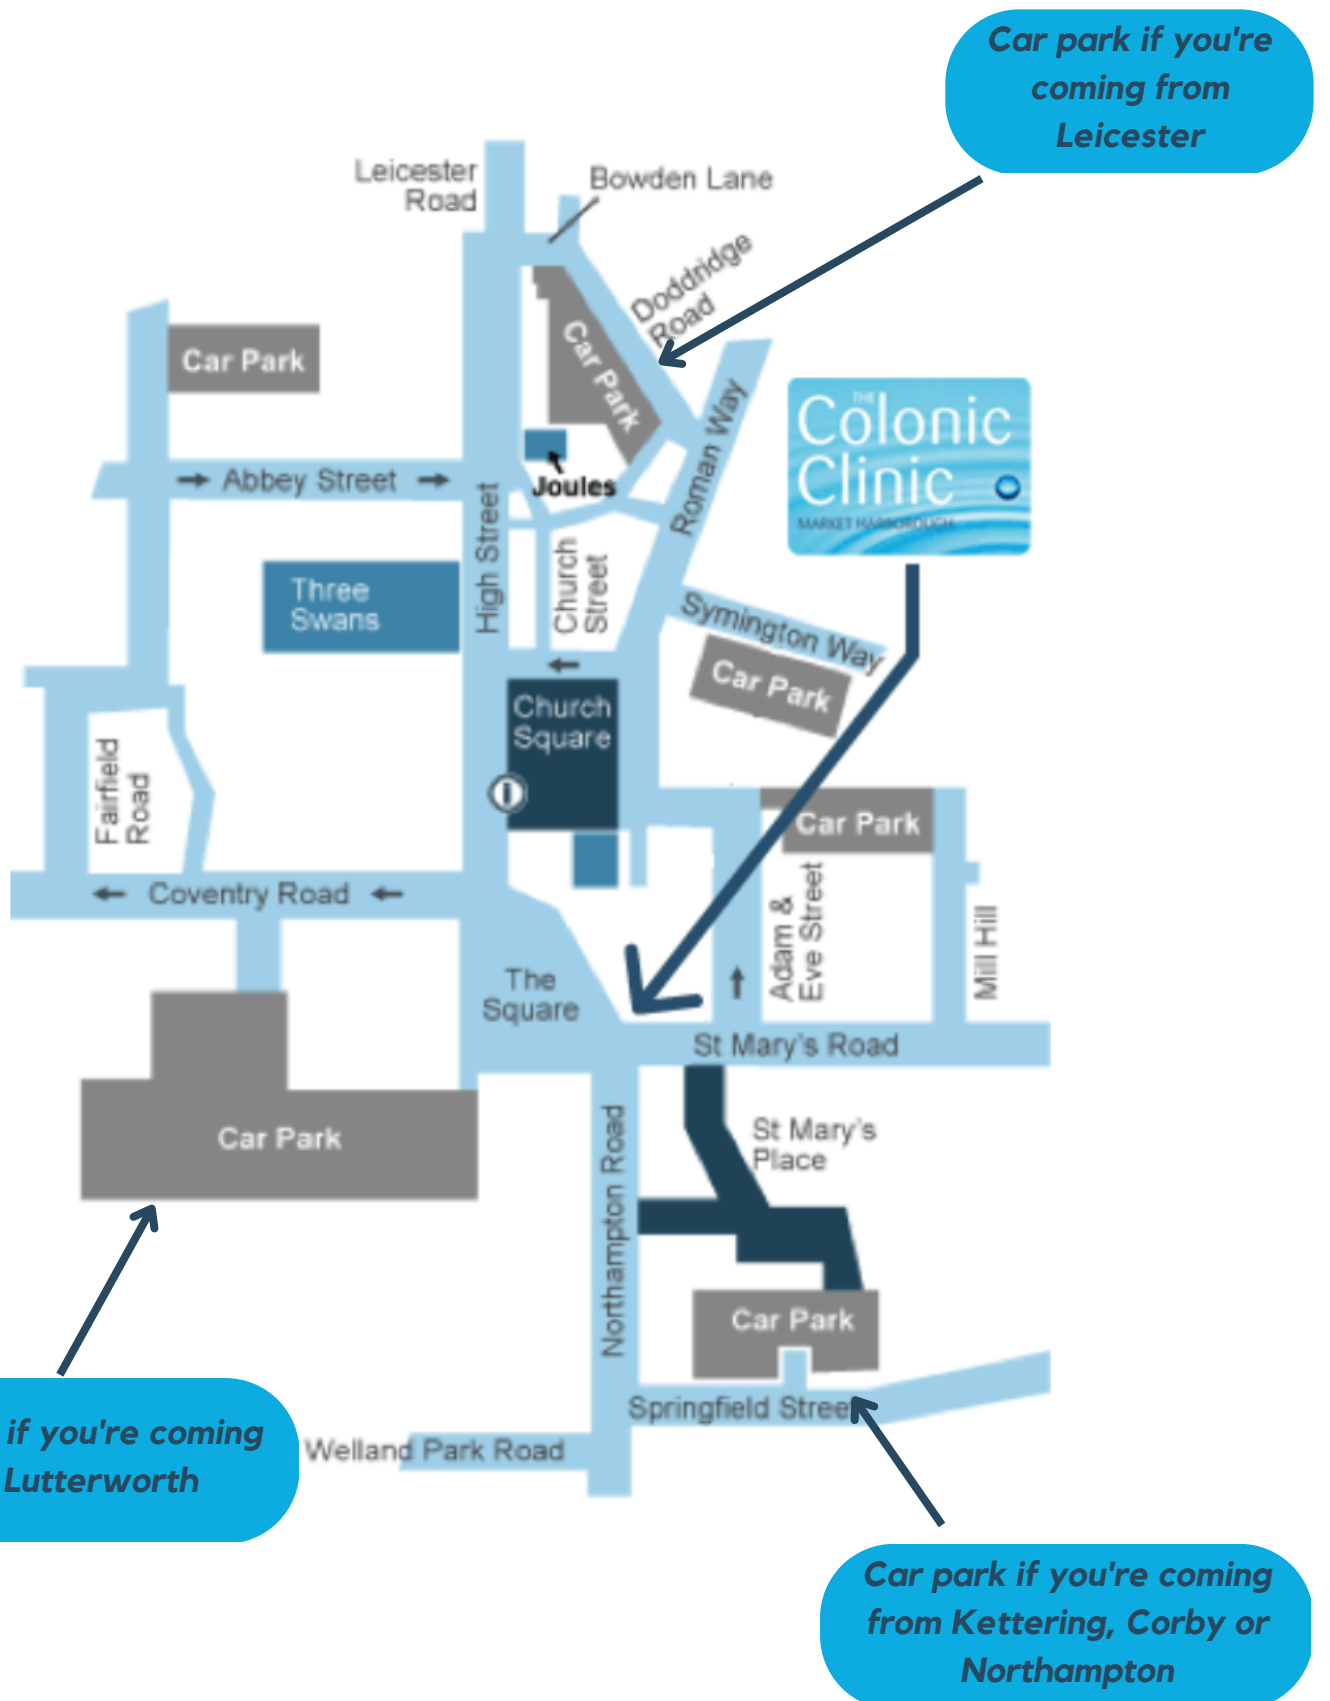 Car park if you're
coming from
Leicester
Leicester
Road
Bowden Lane
Doddridge
Road
Car Park
Car Park
Roman Way
THE
Colonic
Clinic
MARKET HARBOROUGH
Abbey Street
Joules
High Street
Church
Street
Three
Swans
Symington Way
Car Park
Church
Square
i
Fairfield
Road
Car Park
Coventry Road
Adam &
Eve Street
Mill Hill
The
Square
St Mary's Road
Car Park
Northampton Road
St Mary's
Place
Car Park
Springfield Stree
if you're coming
Lutterworth
Welland Park Road
Car park if you're coming
from Kettering, Corby or
Northampton